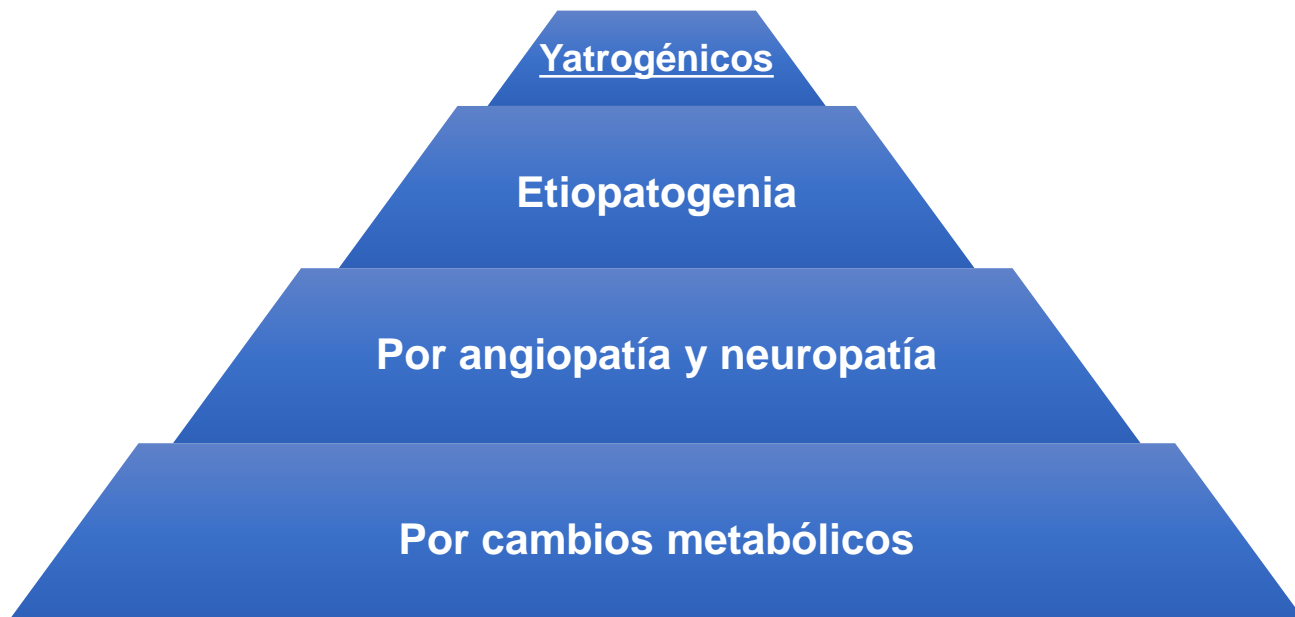 Yatrogénicos
Etiopatogenia
Por angiopatía y neuropatía
Por cambios metabólicos